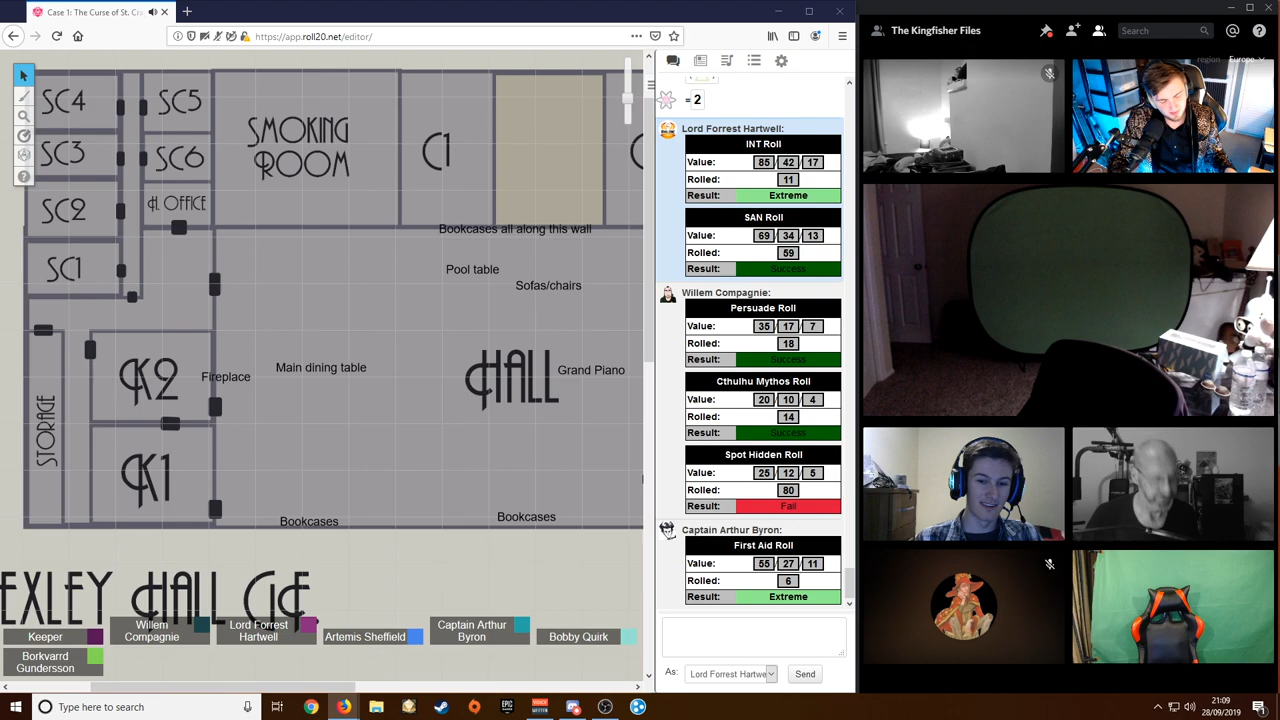 Case 1: The Curse of St. Cra
https://app.roll20.net/editor/
SC4
SC5
SC3
SC6
SC2
SC1
SMOKING
ROOM
C1
Bookcases all along this wall
Pool table
Sofas/chairs
HALL
Grand Piano
Main dining table
Fireplace
K2
STORAGE
K1
Bookcases
Bookcases
EXLEY HALL
Keeper
Willem
Compagnie
Lord Forrest
Hartwell
Artemis Sheffield
Captain Arthur
Byron
Bobby Quirk
Borkvarrd
Gundersson
= 2
Lord Forrest Hartwell:
INT Roll
Value: 85 / 42 / 17
Rolled: 11
Result: Extreme
SAN Roll
Value: 69 / 34 / 13
Rolled: 59
Result: Success
Willem Compagnie:
Persuade Roll
Value: 35 / 17 / 7
Rolled: 18
Result: Success
Cthulhu Mythos Roll
Value: 20 / 10 / 4
Rolled: 14
Result: Success
Spot Hidden Roll
Value: 25 / 12 / 5
Rolled: 80
Result: Fail
Captain Arthur Byron:
First Aid Roll
Value: 55 / 27 / 11
Rolled: 6
Result: Extreme
As: Lord Forrest Hartwe
Send
The Kingfisher Files
Search
region
Europe
Type here to search
21:09
28/09/2019